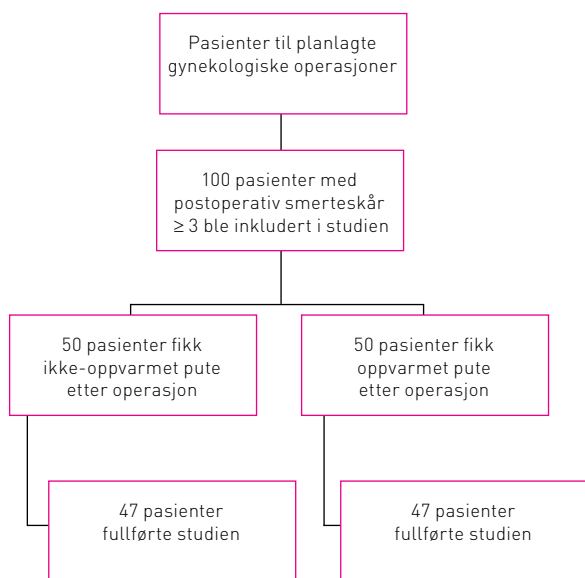 Pasienter til planlagte
gynekologiske operasjoner
100 pasienter med
postoperativ smerteskår
≥ 3 ble inkludert i studien
50 pasienter fikk
ikke-oppvarmet pute
etter operasjon
50 pasienter fikk
oppvarmet pute
etter operasjon
47 pasienter
fullførte studien
47 pasienter
fullførte studien